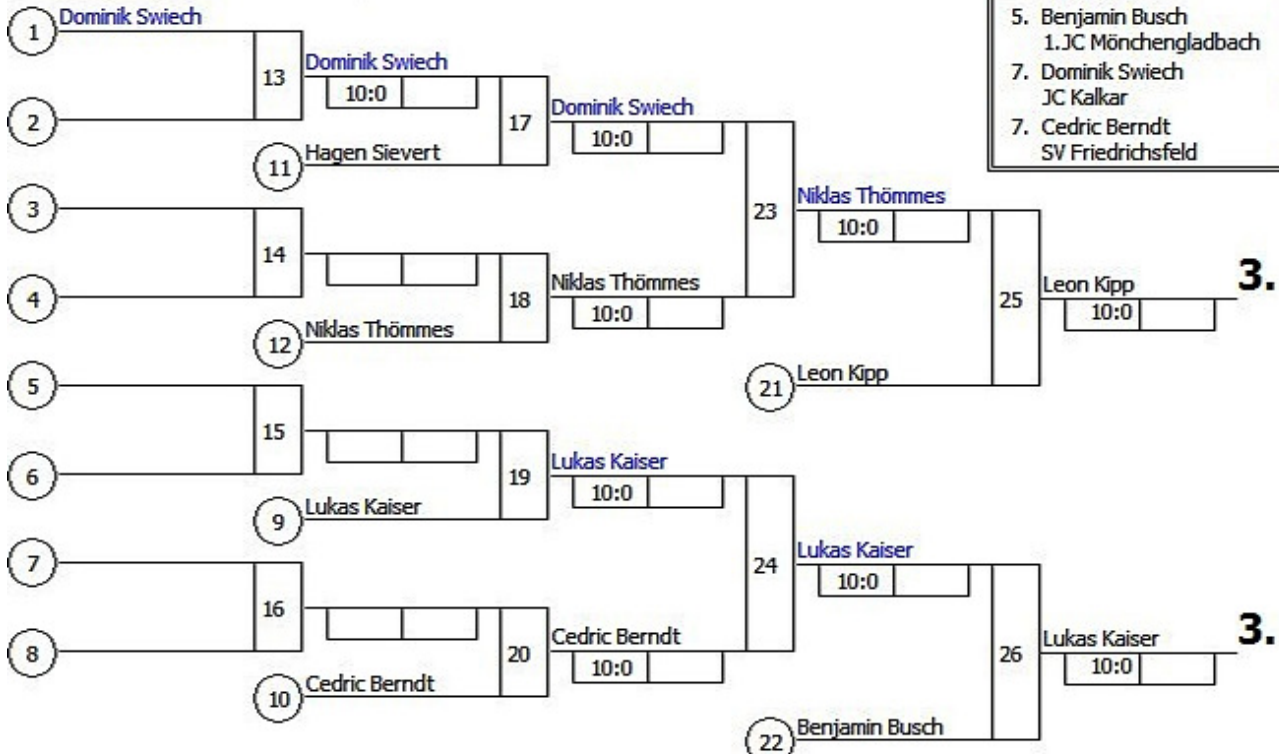 5. Benjamin Busch
1.JC Mönchengladbach
7. Dominik Swiech
JC Kalkar
7. Cedric Berndt
SV Friedrichsfeld
1 Dominik Swiech
13 Dominik Swiech
10:0
2
17 Dominik Swiech
10:0
11 Hagen Sievert
3
23 Niklas Thömmes
10:0
14
4
18 Niklas Thömmes
10:0
12 Niklas Thömmes
25 Leon Kipp 3.
10:0
5
21 Leon Kipp
15
6
19 Lukas Kaiser
10:0
9 Lukas Kaiser
7
24 Lukas Kaiser
10:0
16
8
20 Cedric Berndt
10:0
10 Cedric Berndt
26 Lukas Kaiser 3.
10:0
22 Benjamin Busch